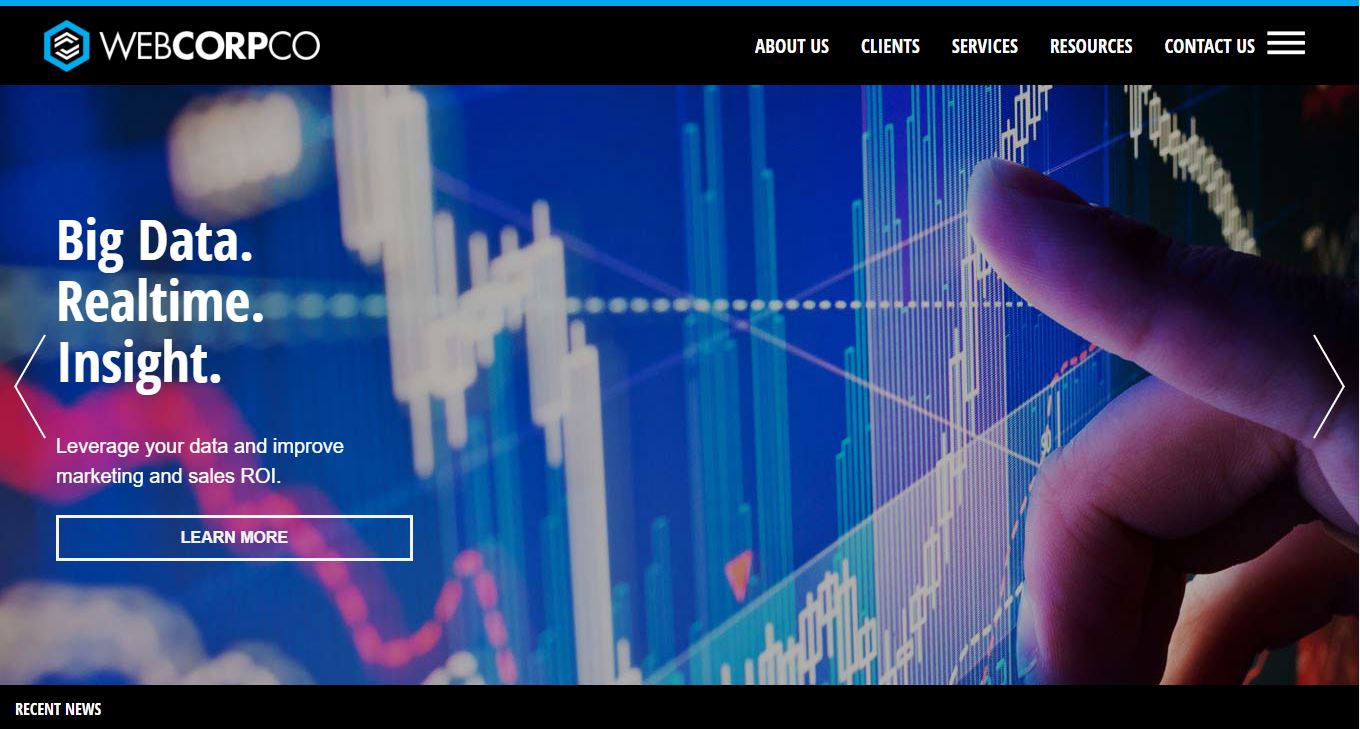 WEBCORPCO
ABOUT US CLIENTS SERVICES RESOURCES CONTACT US
Big Data.
Realtime.
Insight.
Leverage your data and improve
marketing and sales ROI.
LEARN MORE
RECENT NEWS